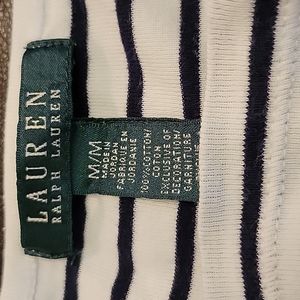 LAUREN
RALPH LAUREN
M/M
MADE IN
JORDAN
FABRIQUE EN
JORDANIE
100%COTTON/
COTON
EXCLUSIVE OF
DECORATION/
GARNITURE